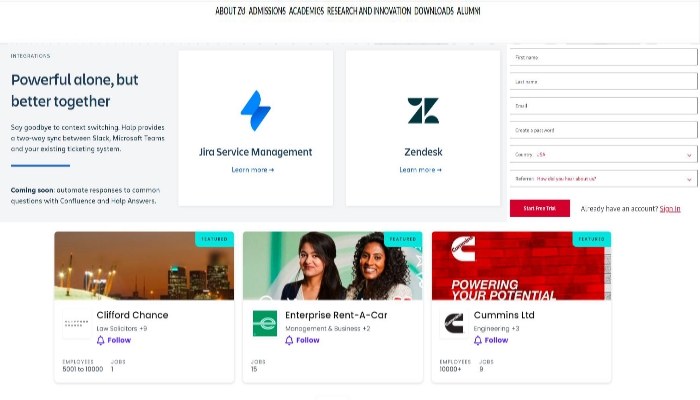 ABOUT ZU ADMISSIONS ACADEMICS RESEARCH AND INNOVATION DOWNLOADS ALUMNI
INTEGRATIONS
Powerful alone, but
better together
Say goodbye to context switching. Halp provides
a two-way sync between Slack, Microsoft Teams
and your existing ticketing system.
Coming soon: automate responses to common
questions with Confluence and Help Answers.
Jira Service Management
Learn more →
Zendesk
Learn more →
First name
Last name
Email
Create a password
Country: USA
Referrer: How did you hear about us?
Start Free Trial
Already have an account? Sign in
FEATURED
Clifford Chance
Law Solicitors +9
Follow
EMPLOYEES JOBS
5001 to 10000 1
FEATURED
Enterprise Rent-A-Car
Management & Business +2
Follow
JOBS
15
FEATURED
Cummins
POWERING
YOUR POTENTIAL
Cummins Ltd
Engineering +3
Follow
EMPLOYEES JOBS
10000+ 9